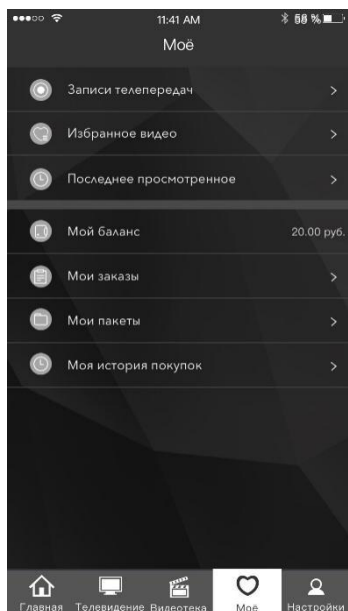 11:41 AM
Моё
Записи телепередач
Избранное видео
Последнее просмотренное
Мой баланс
20.00 руб.
Мои заказы
Мои пакеты
Моя история покупок
Главная
Телевидение
Видеотека
Моё
Настройки